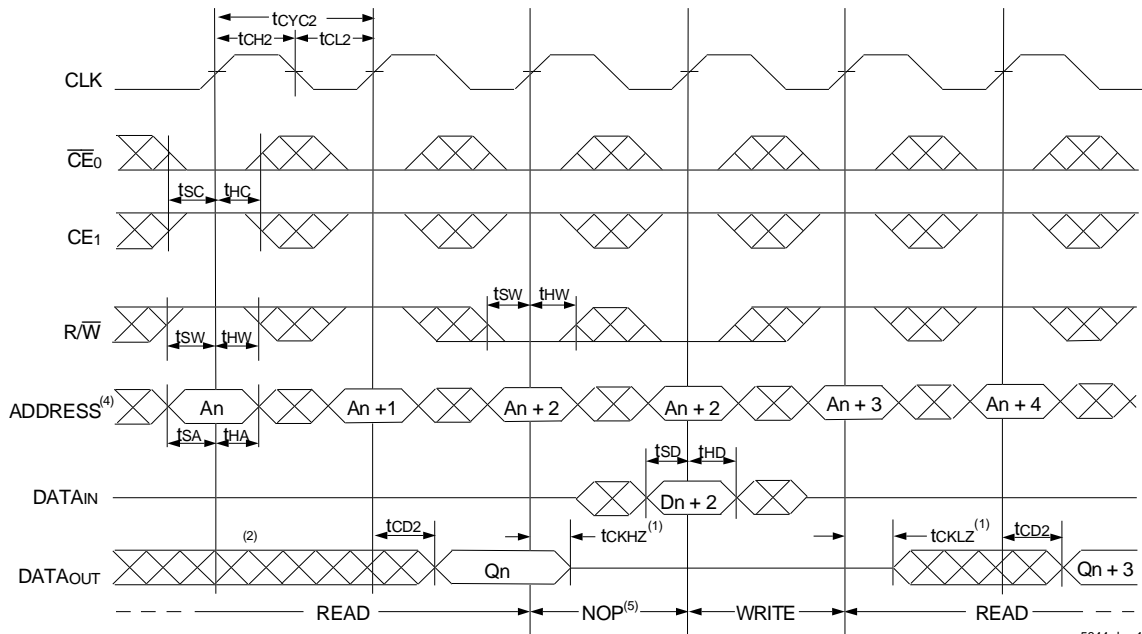 tCYC2
tCH2 tCL2
CLK
CE0
tSC tHC
CE1
tSW tHW
R/W
tSW tHW
ADDRESS(4) An An +1 An + 2 An + 2 An + 3 An + 4
tSA tHA
tSD tHD
DATAIN Dn + 2
(2) tCD2 tCKHZ(1) tCKLZ(1) tCD2
DATAOUT Qn Qn + 3
READ NOP(5) WRITE READ